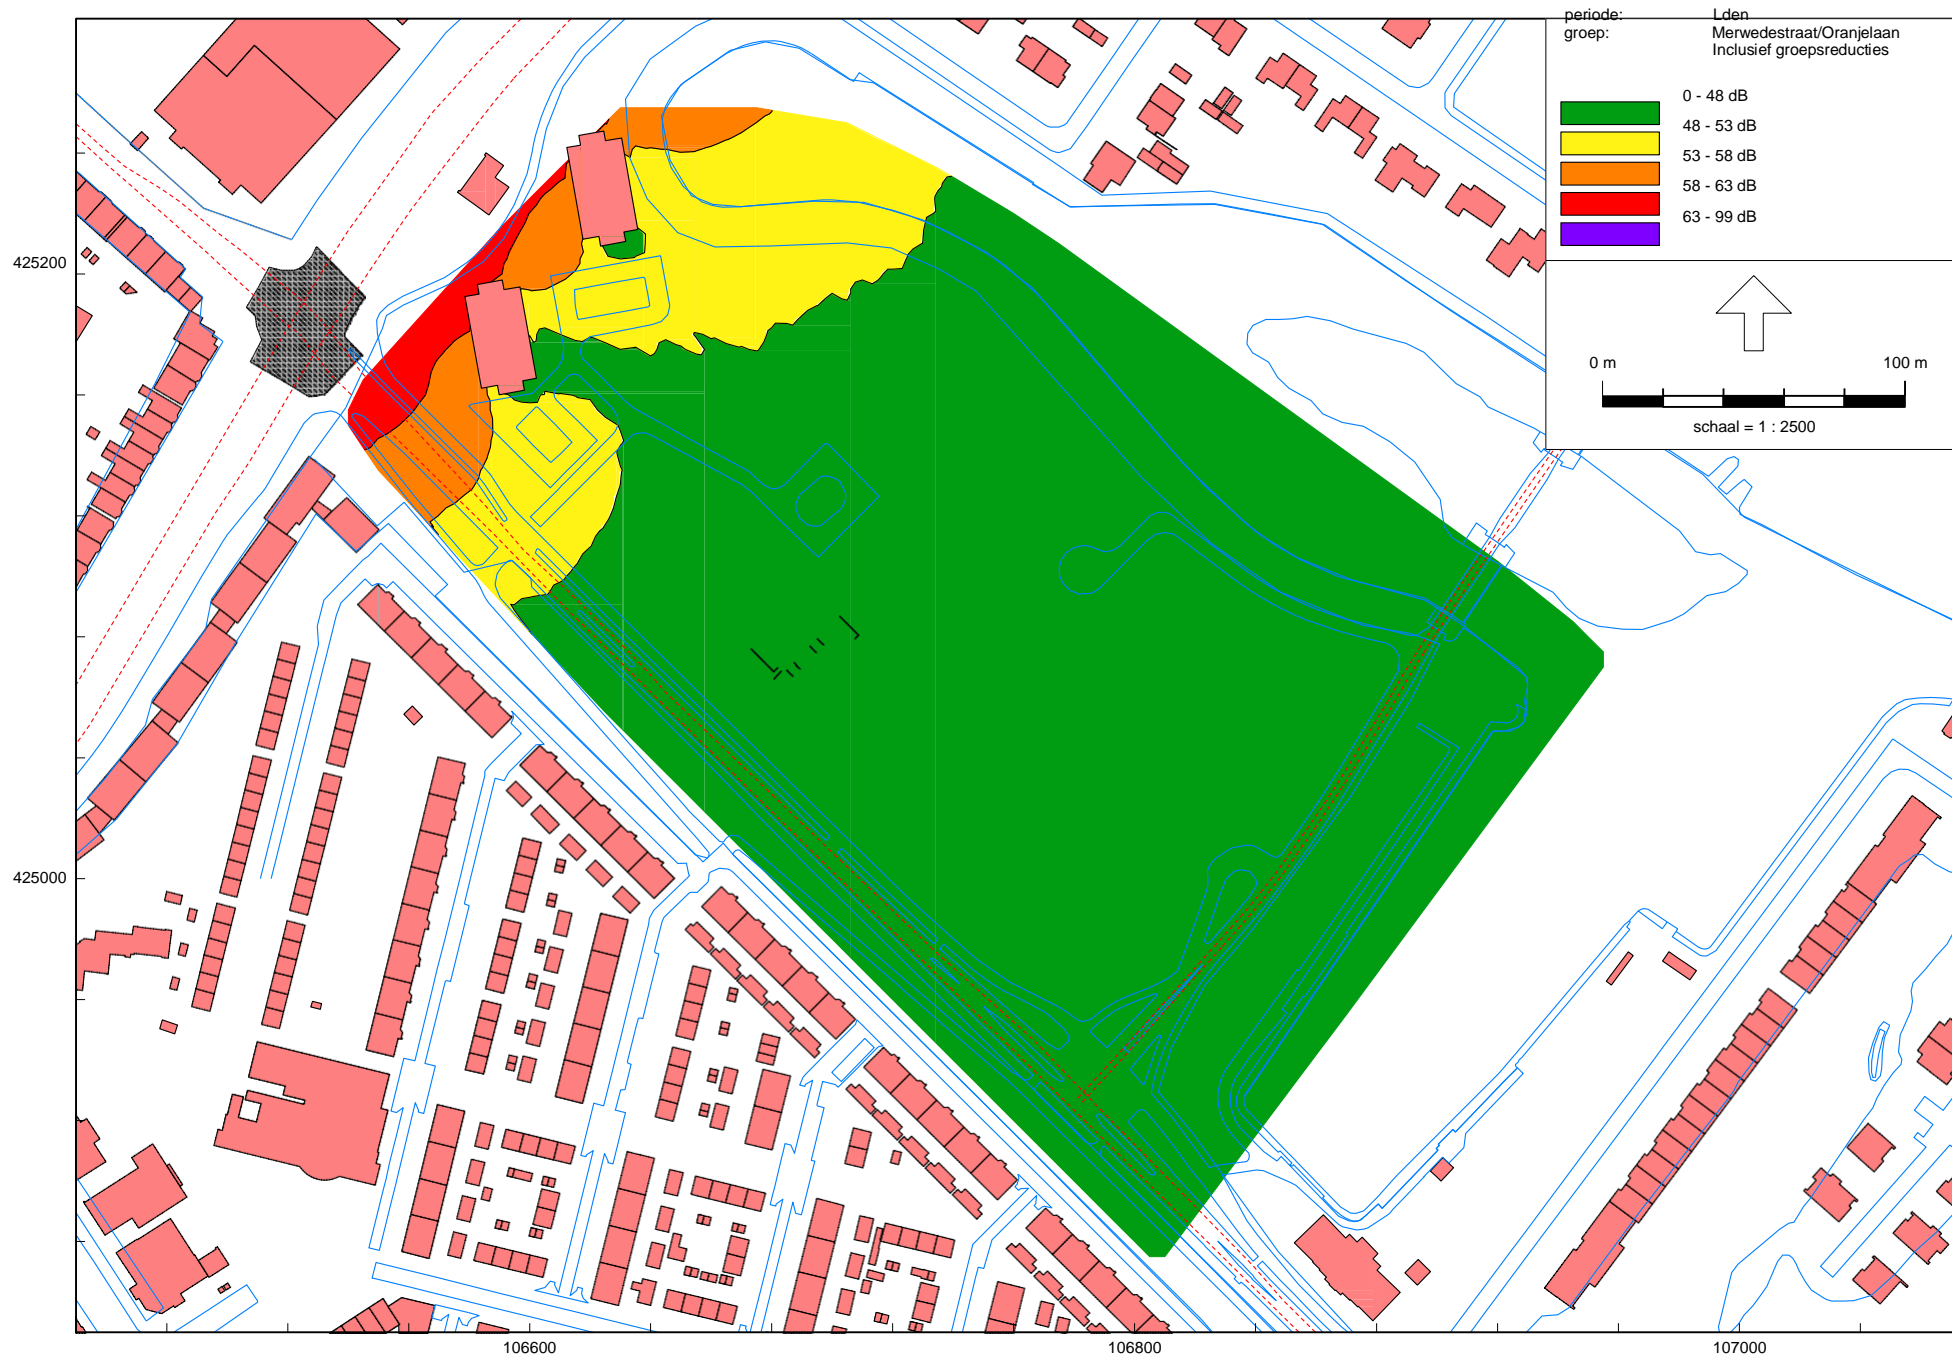 periode: Lden
groep: Merwedestraat/Oranjelaan
Inclusief groepsreducties
0 - 48 dB
48 - 53 dB
53 - 58 dB
58 - 63 dB
63 - 99 dB
425200
0 m 100 m
schaal = 1 : 2500
425000
106600 106800 107000